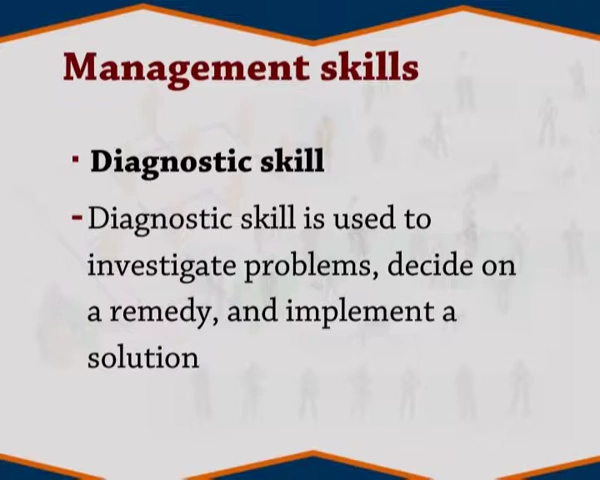 Management skills
· Diagnostic skill
- Diagnostic skill is used to
investigate problems, decide on
a remedy, and implement a
solution